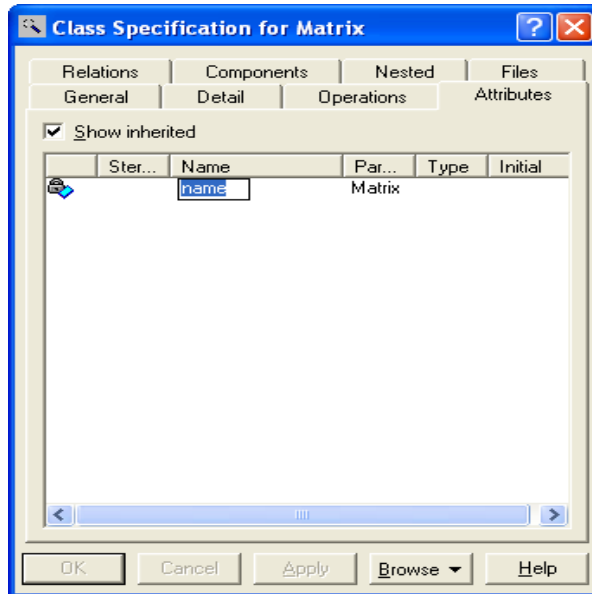 Class Specification for Matrix
Relations Components Nested Files
General Detail Operations Attributes
Show inherited
Ster... Name Par... Type Initial
name Matrix
OK Cancel Apply Browse Help